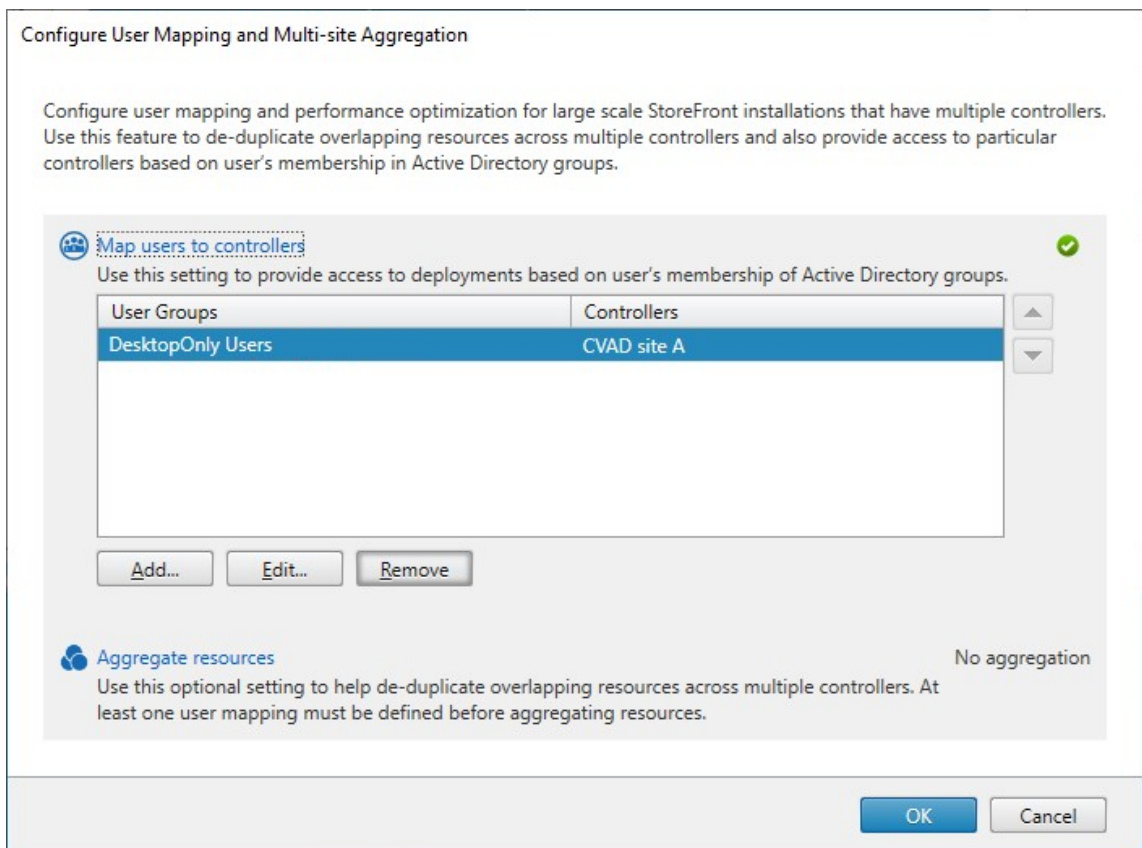 Configure User Mapping and Multi-site Aggregation
Configure user mapping and performance optimization for large scale StoreFront installations that have multiple controllers.
Use this feature to de-duplicate overlapping resources across multiple controllers and also provide access to particular
controllers based on user's membership in Active Directory groups.
Map users to controllers
Use this setting to provide access to deployments based on user's membership of Active Directory groups.
User Groups Controllers
DesktopOnly Users CVAD site A
Add... Edit... Remove
Aggregate resources No aggregation
Use this optional setting to help de-duplicate overlapping resources across multiple controllers. At
least one user mapping must be defined before aggregating resources.
OK Cancel